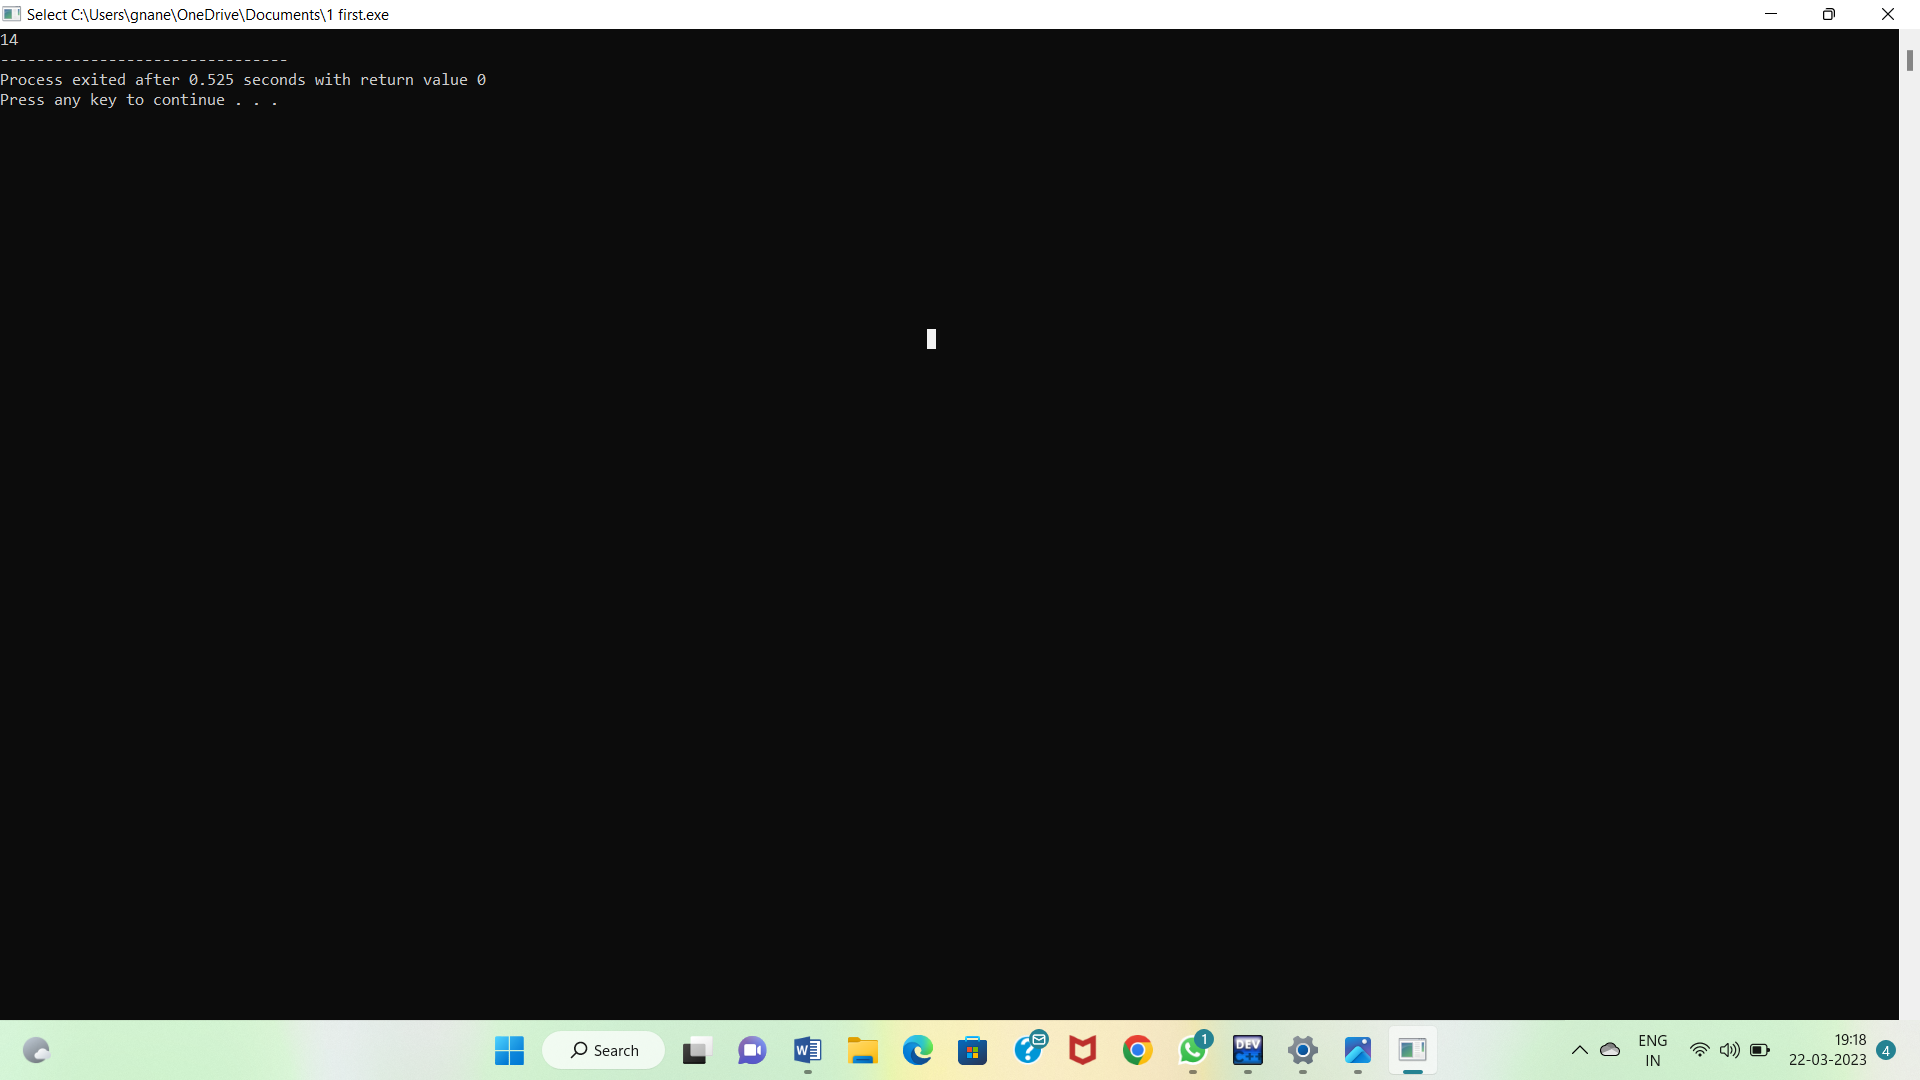 Select C:\Users\gnane\OneDrive\Documents\1 first.exe
14
--------------------------------
Process exited after 0.525 seconds with return value 0
Press any key to continue . . .
Search
W
?
1
DEV
C++
ENG
IN
19:18
22-03-2023
4